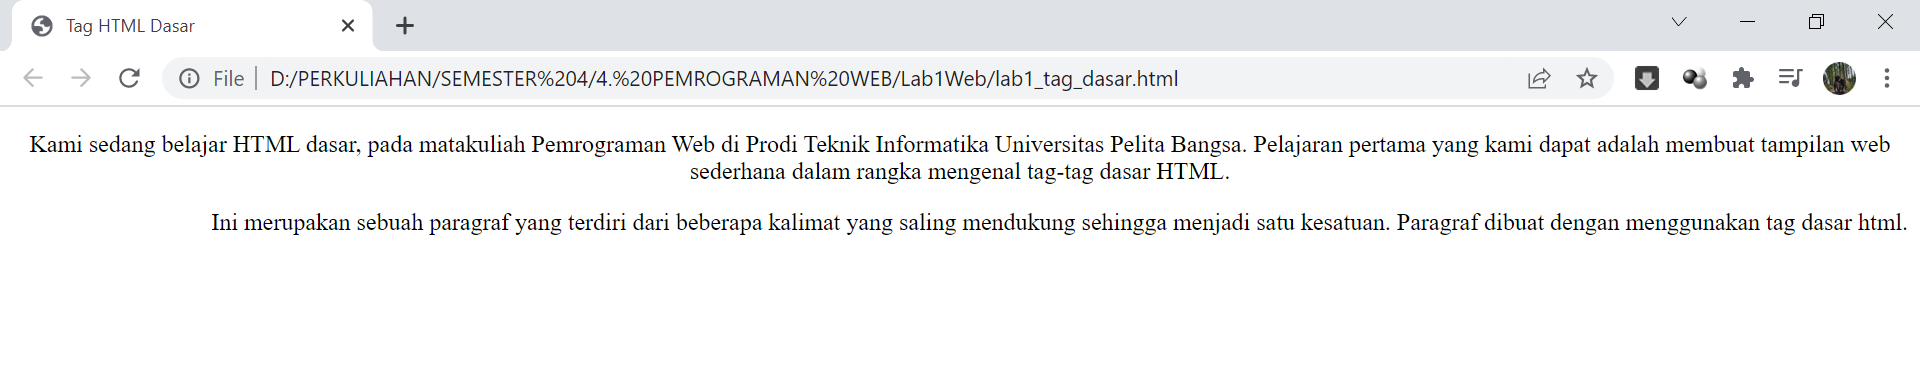 Tag HTML Dasar
File
D:/PERKULIAHAN/SEMESTER%204/4.%20PEMROGRAMAN%20WEB/Lab1Web/lab1_tag_dasar.html
Kami sedang belajar HTML dasar, pada matakuliah Pemrograman Web di Prodi Teknik Informatika Universitas Pelita Bangsa. Pelajaran pertama yang kami dapat adalah membuat tampilan web
sederhana dalam rangka mengenal tag-tag dasar HTML.
Ini merupakan sebuah paragraf yang terdiri dari beberapa kalimat yang saling mendukung sehingga menjadi satu kesatuan. Paragraf dibuat dengan menggunakan tag dasar html.